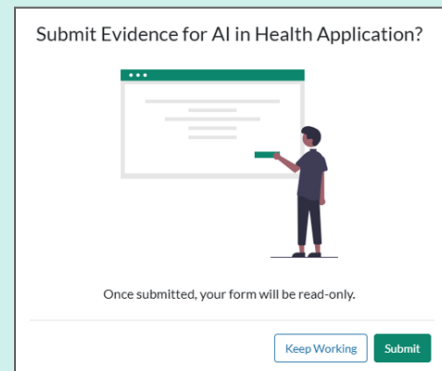 Submit Evidence for AI in Health Application?
Once submitted, your form will be read-only.
Keep Working
Submit